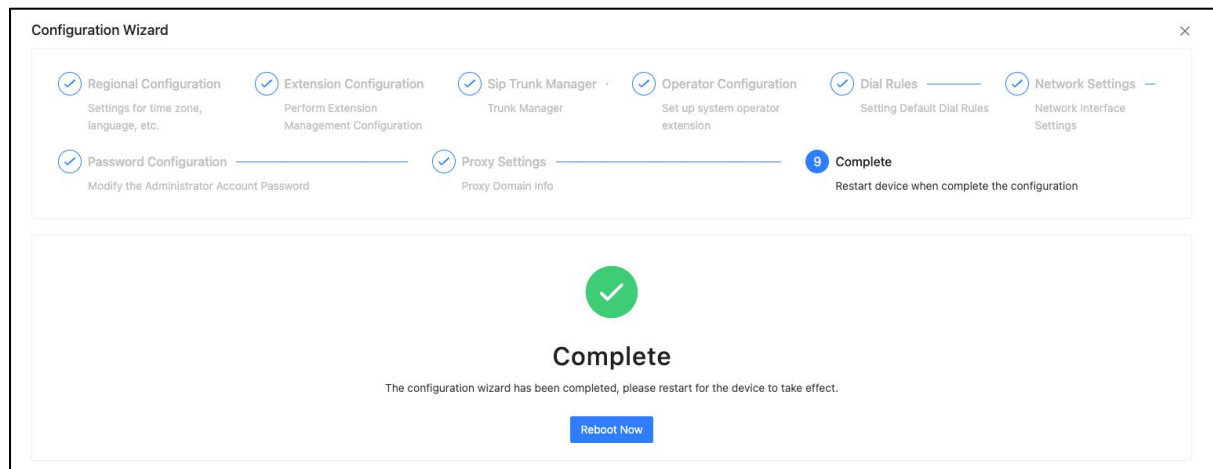 Configuration Wizard
Regional Configuration
Settings for time zone,
language, etc.
Extension Configuration
Perform Extension
Management Configuration
Sip Trunk Manager
Trunk Manager
Operator Configuration
Set up system operator
extension
Dial Rules
Setting Default Dial Rules
Network Settings
Network Interface
Settings
Password Configuration
Modify the Administrator Account Password
Proxy Settings
Proxy Domain Info
9 Complete
Restart device when complete the configuration
Complete
The configuration wizard has been completed, please restart for the device to take effect.
Reboot Now